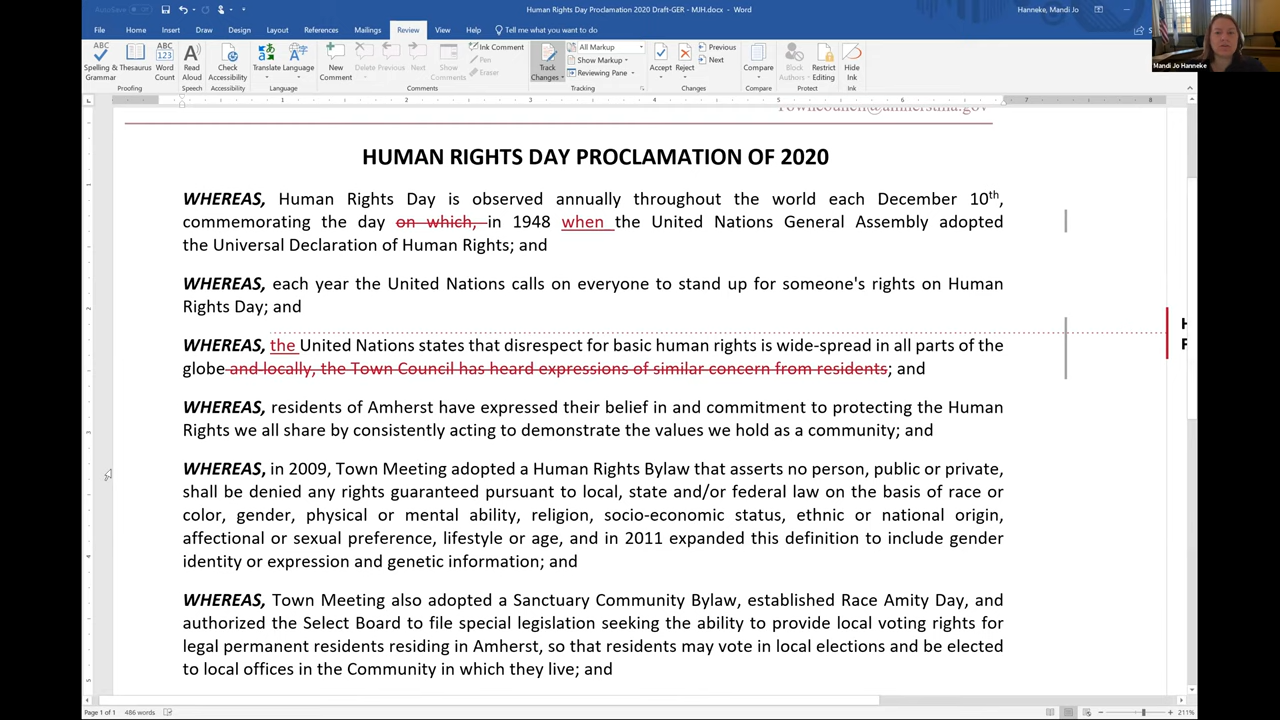 AutoSave Off
Human Rights Day Proclamation 2020 Draft-GER - MJH.docx - Word
Hanneke, Mandi Jo
File Home Insert Draw Design Layout References Mailings Review View Help Tell me what you want to do
Spelling & Grammar
Thesaurus
Word Count
Proofing
Read Aloud
Speech
Check Accessibility
Accessibility
Translate
Language
Language
New Comment
Delete
Previous
Next
Show Comments
Comments
Ink Comment
Pen
Eraser
Track Changes
All Markup
Show Markup
Reviewing Pane
Tracking
Accept
Reject
Previous
Next
Changes
Compare
Compare
Block Authors
Restrict Editing
Protect
Hide Ink
Ink
Mandi Jo Hanneke
1 2 3 4 5 6 7 8
HUMAN RIGHTS DAY PROCLAMATION OF 2020
WHEREAS, Human Rights Day is observed annually throughout the world each December 10th,
commemorating the day on which, in 1948 when the United Nations General Assembly adopted
the Universal Declaration of Human Rights; and
WHEREAS, each year the United Nations calls on everyone to stand up for someone's rights on Human
Rights Day; and
WHEREAS, the United Nations states that disrespect for basic human rights is wide-spread in all parts of the
globe and locally, the Town Council has heard expressions of similar concern from residents; and
WHEREAS, residents of Amherst have expressed their belief in and commitment to protecting the Human
Rights we all share by consistently acting to demonstrate the values we hold as a community; and
WHEREAS, in 2009, Town Meeting adopted a Human Rights Bylaw that asserts no person, public or private,
shall be denied any rights guaranteed pursuant to local, state and/or federal law on the basis of race or
color, gender, physical or mental ability, religion, socio-economic status, ethnic or national origin,
affectional or sexual preference, lifestyle or age, and in 2011 expanded this definition to include gender
identity or expression and genetic information; and
WHEREAS, Town Meeting also adopted a Sanctuary Community Bylaw, established Race Amity Day, and
authorized the Select Board to file special legislation seeking the ability to provide local voting rights for
legal permanent residents residing in Amherst, so that residents may vote in local elections and be elected
to local offices in the Community in which they live; and
Page 1 of 1 486 words
211%